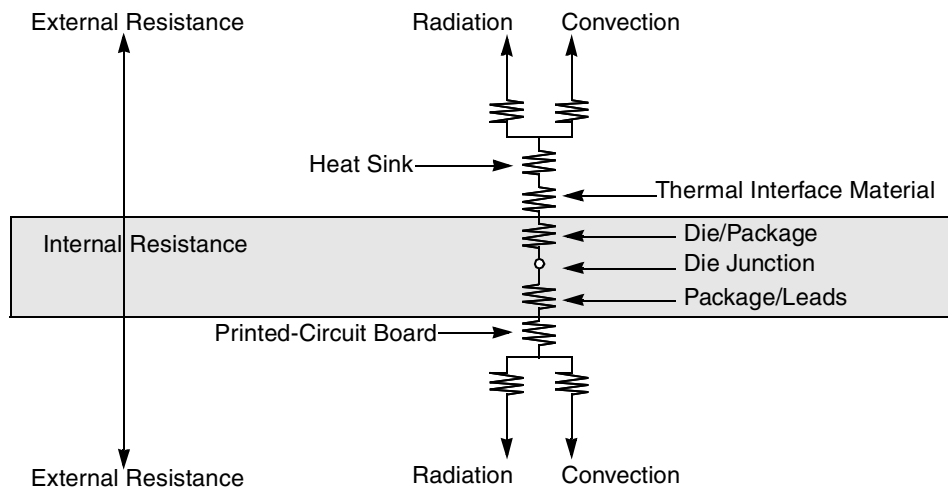 External Resistance
Radiation
Convection
Heat Sink
Thermal Interface Material
Internal Resistance
Die/Package
Die Junction
Package/Leads
Printed-Circuit Board
External Resistance
Radiation
Convection